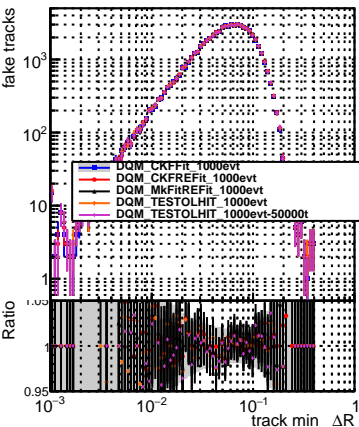 fake tracks
10³
10²
10
1
DQM_CKFFit_1000evt
DQM_CKFREFit_1000evt
DQM_MkFitREFit_1000evt
DQM_TESTOLHIT_1000evt
DQM_TESTOLHIT_1000evt-50000t
Ratio
1.05
1
0.95
10⁻³ 10⁻² 10⁻¹ 1
track min ΔR